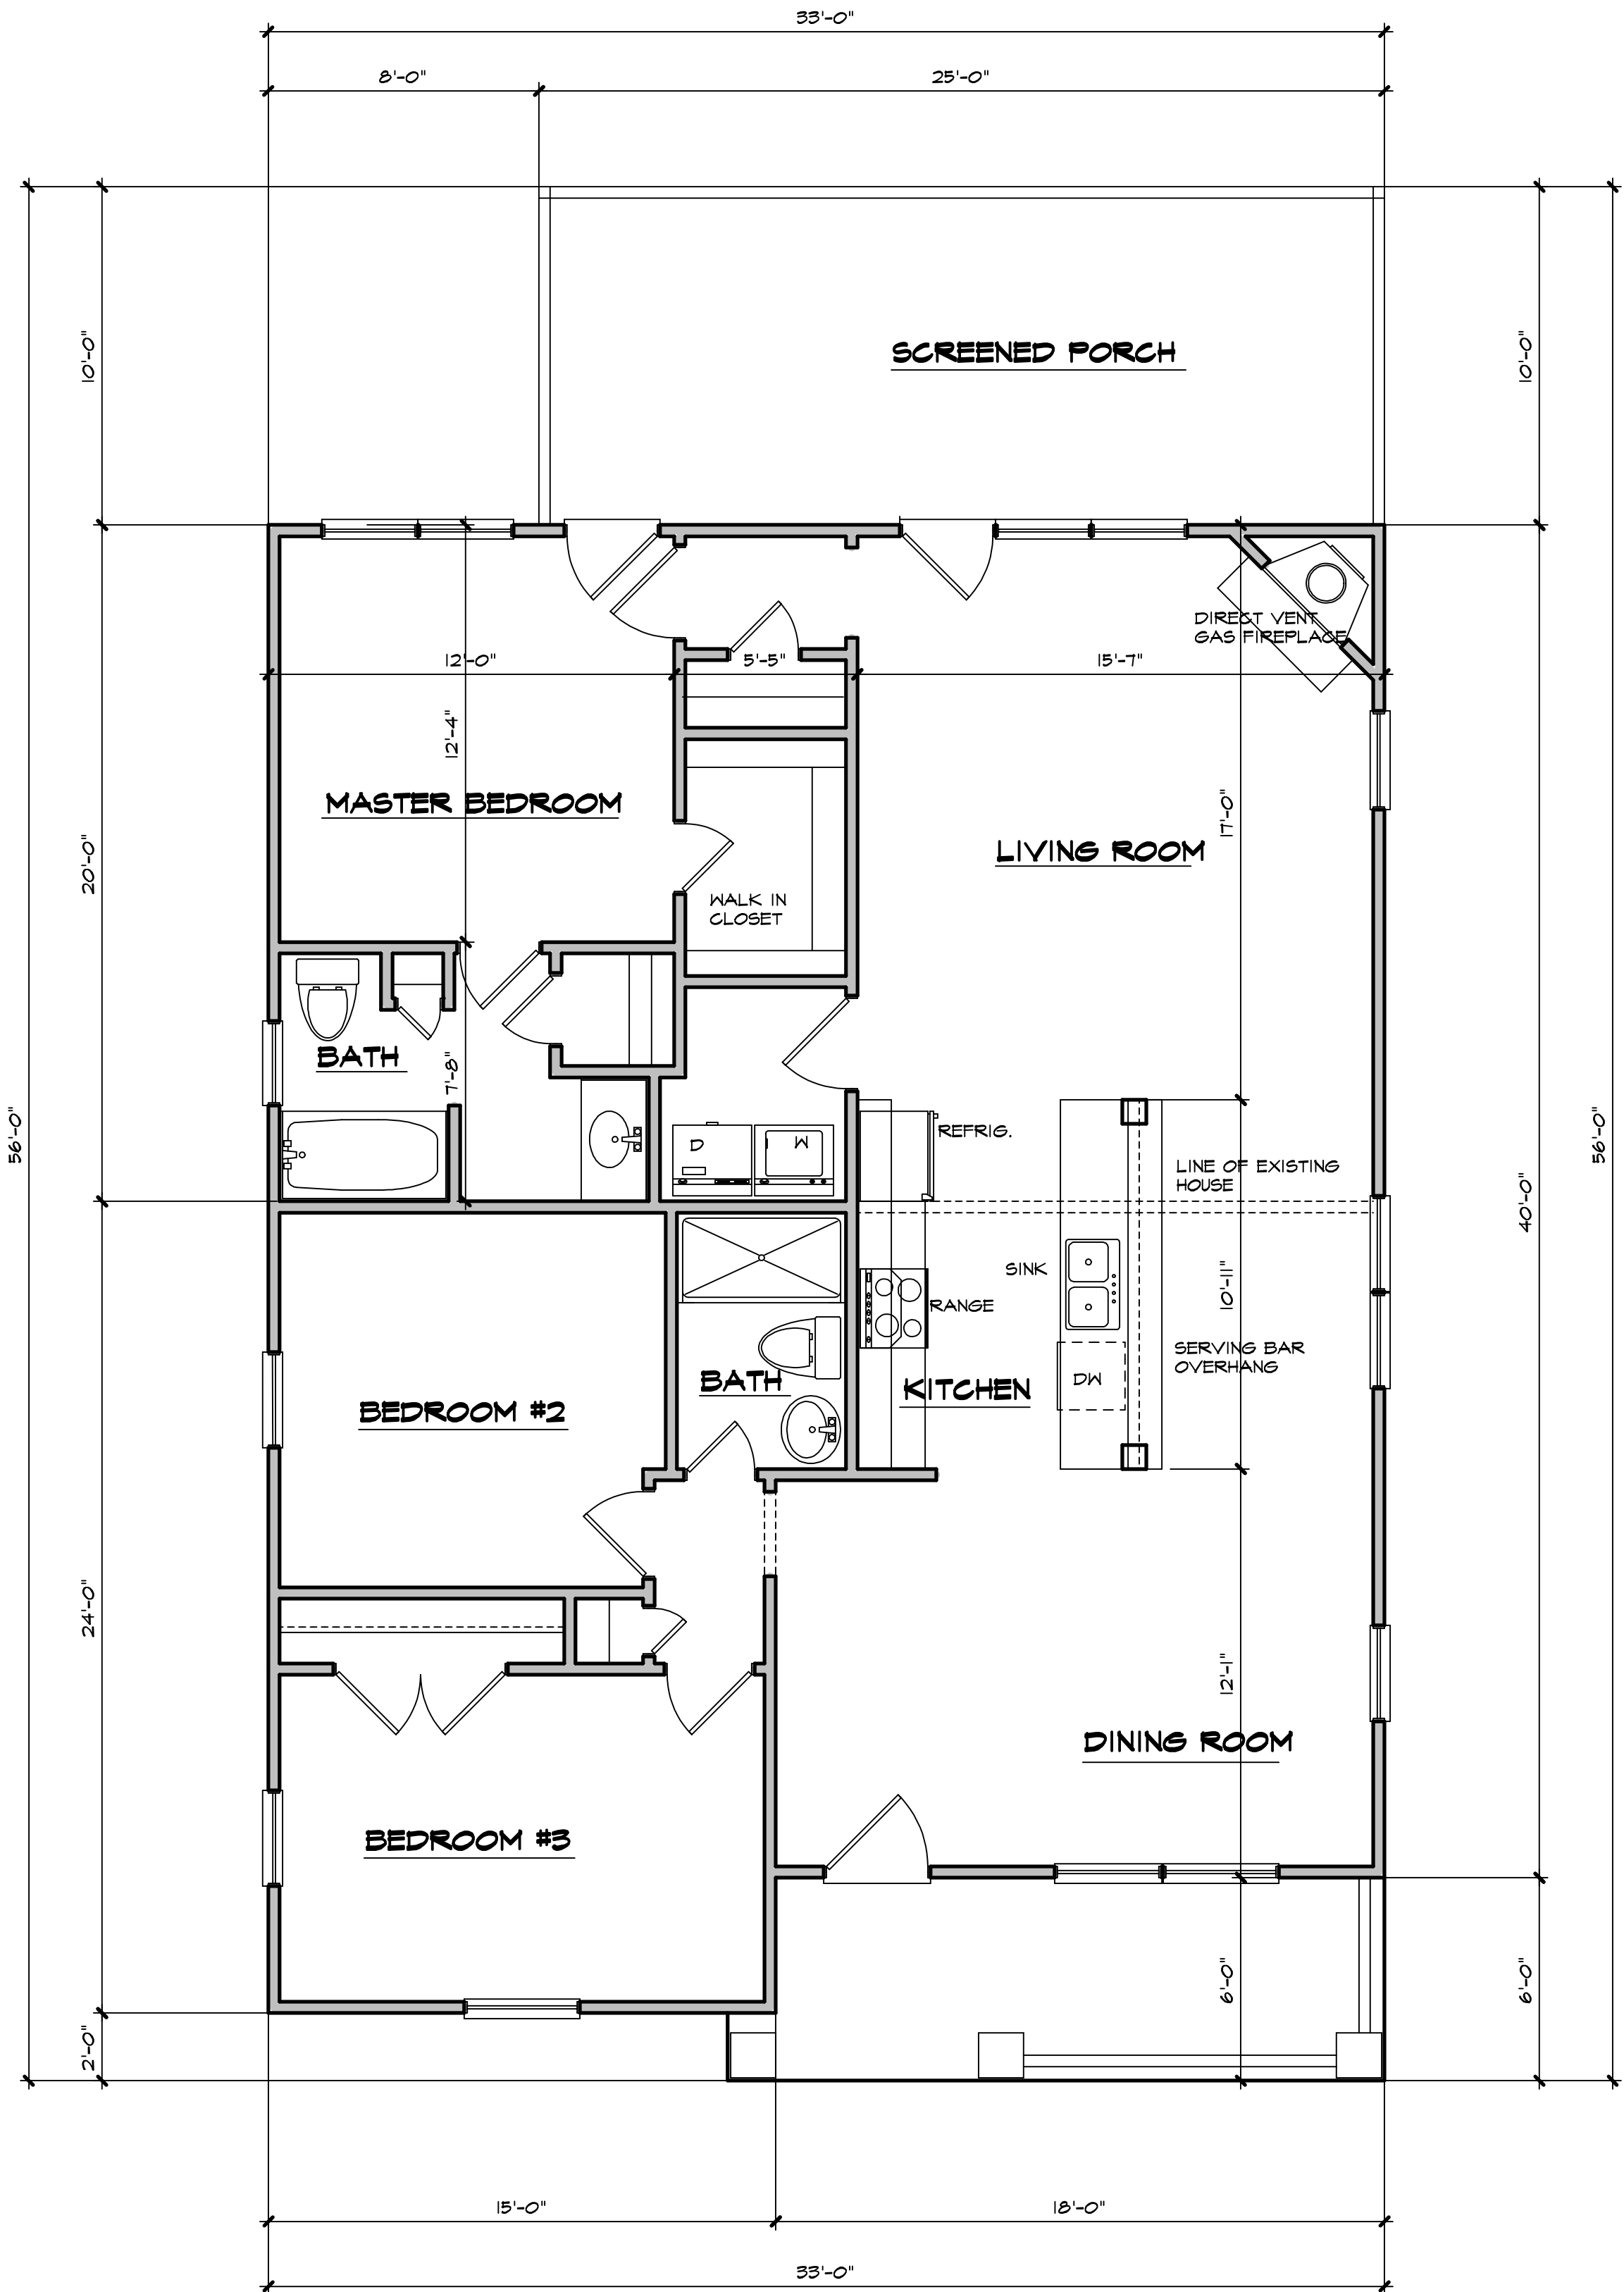 33'-0"
8'-0"
25'-0"
10'-0"
SCREENED PORCH
10'-0"
DIRECT VENT
GAS FIREPLACE
12'-0"
5'-5"
15'-7"
12'-4"
MASTER BEDROOM
17'-0"
20'-0"
LIVING ROOM
WALK IN
CLOSET
BATH
7'-8"
56'-0"
D
W
REFRIG.
56'-0"
LINE OF EXISTING
HOUSE
40'-0"
SINK
10'-11"
RANGE
SERVING BAR
OVERHANG
BATH
KITCHEN
DW
BEDROOM #2
24'-0"
12'-1"
DINING ROOM
BEDROOM #3
6'-0"
6'-0"
2'-0"
15'-0"
18'-0"
33'-0"